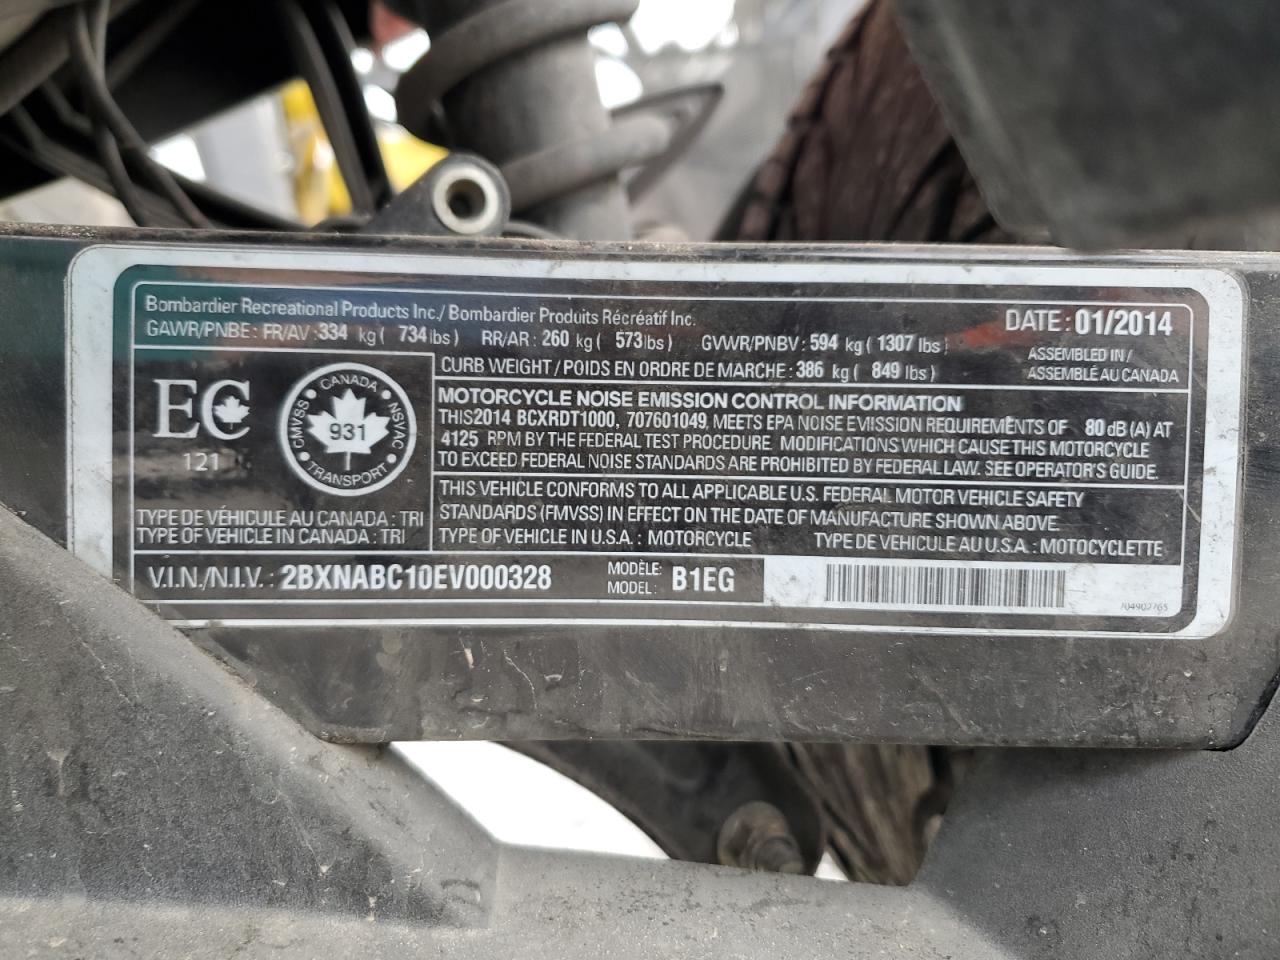 Bombardier Recreational Products Inc./ Bombardier Produits Récréatif Inc.
DATE : 01/2014
GAWR/PNBE : FR/AV : 334 kg ( 734 lbs ) RR/AR : 260 kg ( 573 lbs ) GVWR/PNBV : 594 kg ( 1307 lbs )
CURB WEIGHT / POIDS EN ORDRE DE MARCHE : 386 kg ( 849 lbs )
ASSEMBLED IN /
ASSEMBLÉ AU CANADA
EC
121
CANADA
CMVSS
NSVAC
931
TRANSPORT
TYPE DE VÉHICULE AU CANADA : TRI
TYPE OF VEHICLE IN CANADA : TRI
MOTORCYCLE NOISE EMISSION CONTROL INFORMATION
THIS 2014 BCXRDT1000, 707601049, MEETS EPA NOISE EMISSION REQUIREMENTS OF 80 dB (A) AT
4125 RPM BY THE FEDERAL TEST PROCEDURE. MODIFICATIONS WHICH CAUSE THIS MOTORCYCLE
TO EXCEED FEDERAL NOISE STANDARDS ARE PROHIBITED BY FEDERAL LAW. SEE OPERATOR'S GUIDE.
THIS VEHICLE CONFORMS TO ALL APPLICABLE U.S. FEDERAL MOTOR VEHICLE SAFETY
STANDARDS (FMVSS) IN EFFECT ON THE DATE OF MANUFACTURE SHOWN ABOVE.
TYPE OF VEHICLE IN U.S.A. : MOTORCYCLE TYPE DE VEHICULE AU U.S.A. : MOTOCYCLETTE
V.I.N./N.I.V. : 2BXNABC10EV000328
MODÈLE:
MODEL : B1EG
704902765